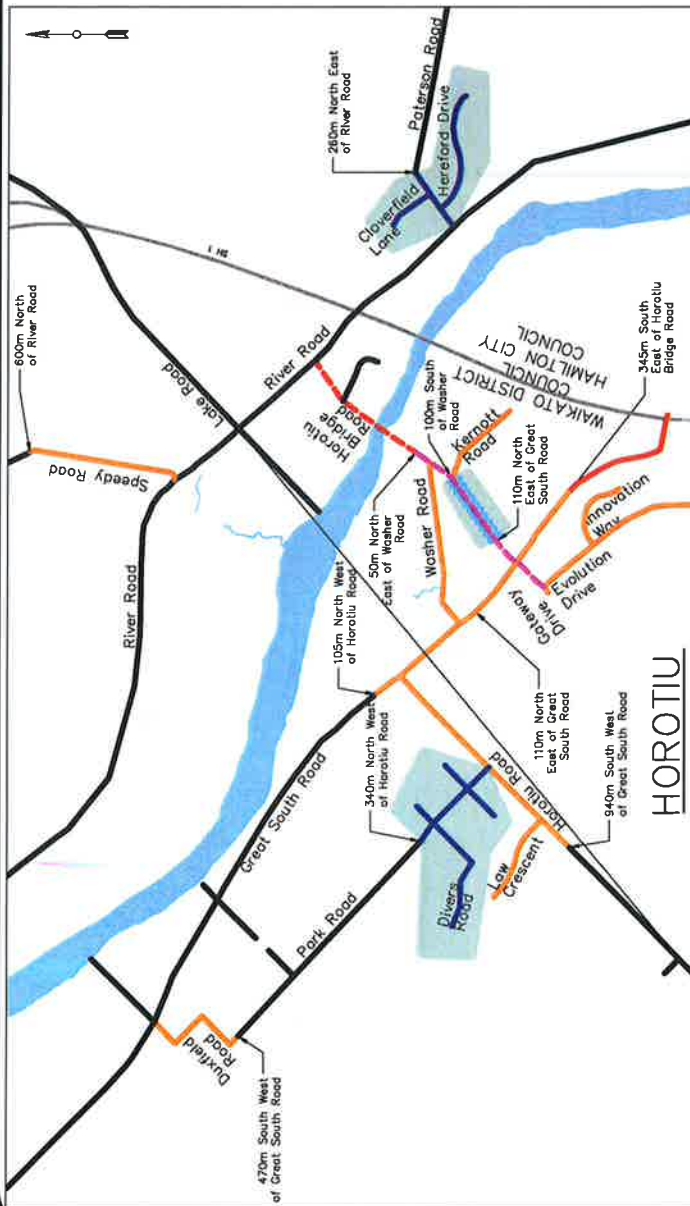 600m North
of River Road
Speedy Road
Lake Road
River Road
River Road
SH 1
260m North East
of River Road
Paterson Road
Cloverfield
Lane
Hereford Drive
Horotiu
Bridge
Road
WAIKATO DISTRICT
COUNCIL
HAMILTON CITY
COUNCIL
100m South
of Washer
Road
Kernott
Road
50m North
East of Washer
Road
Washer Road
110m North
East of Great
South Road
345m South
East of Horotiu
Bridge Road
Innovation
Way
Evolution
Drive
Gateway
Drive
105m North West
of Horotiu Road
110m North
East of Great
South Road
Great South Road
340m North West
of Horotiu Road
Horotiu Road
Law
Crescent
940m South West
of Great South Road
Divers
Road
Park Road
Duxfield
Road
470m South West
of Great South Road
HOROTIU